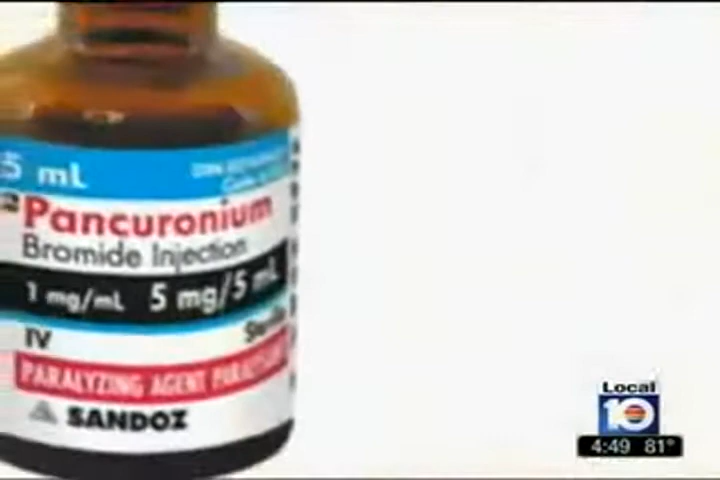 5 mL
Pancuronium
Bromide Injection
1 mg/mL 5 mg/5 mL
IV
PARALYZING AGENT
SANDOZ
Local
10
4:49 81°